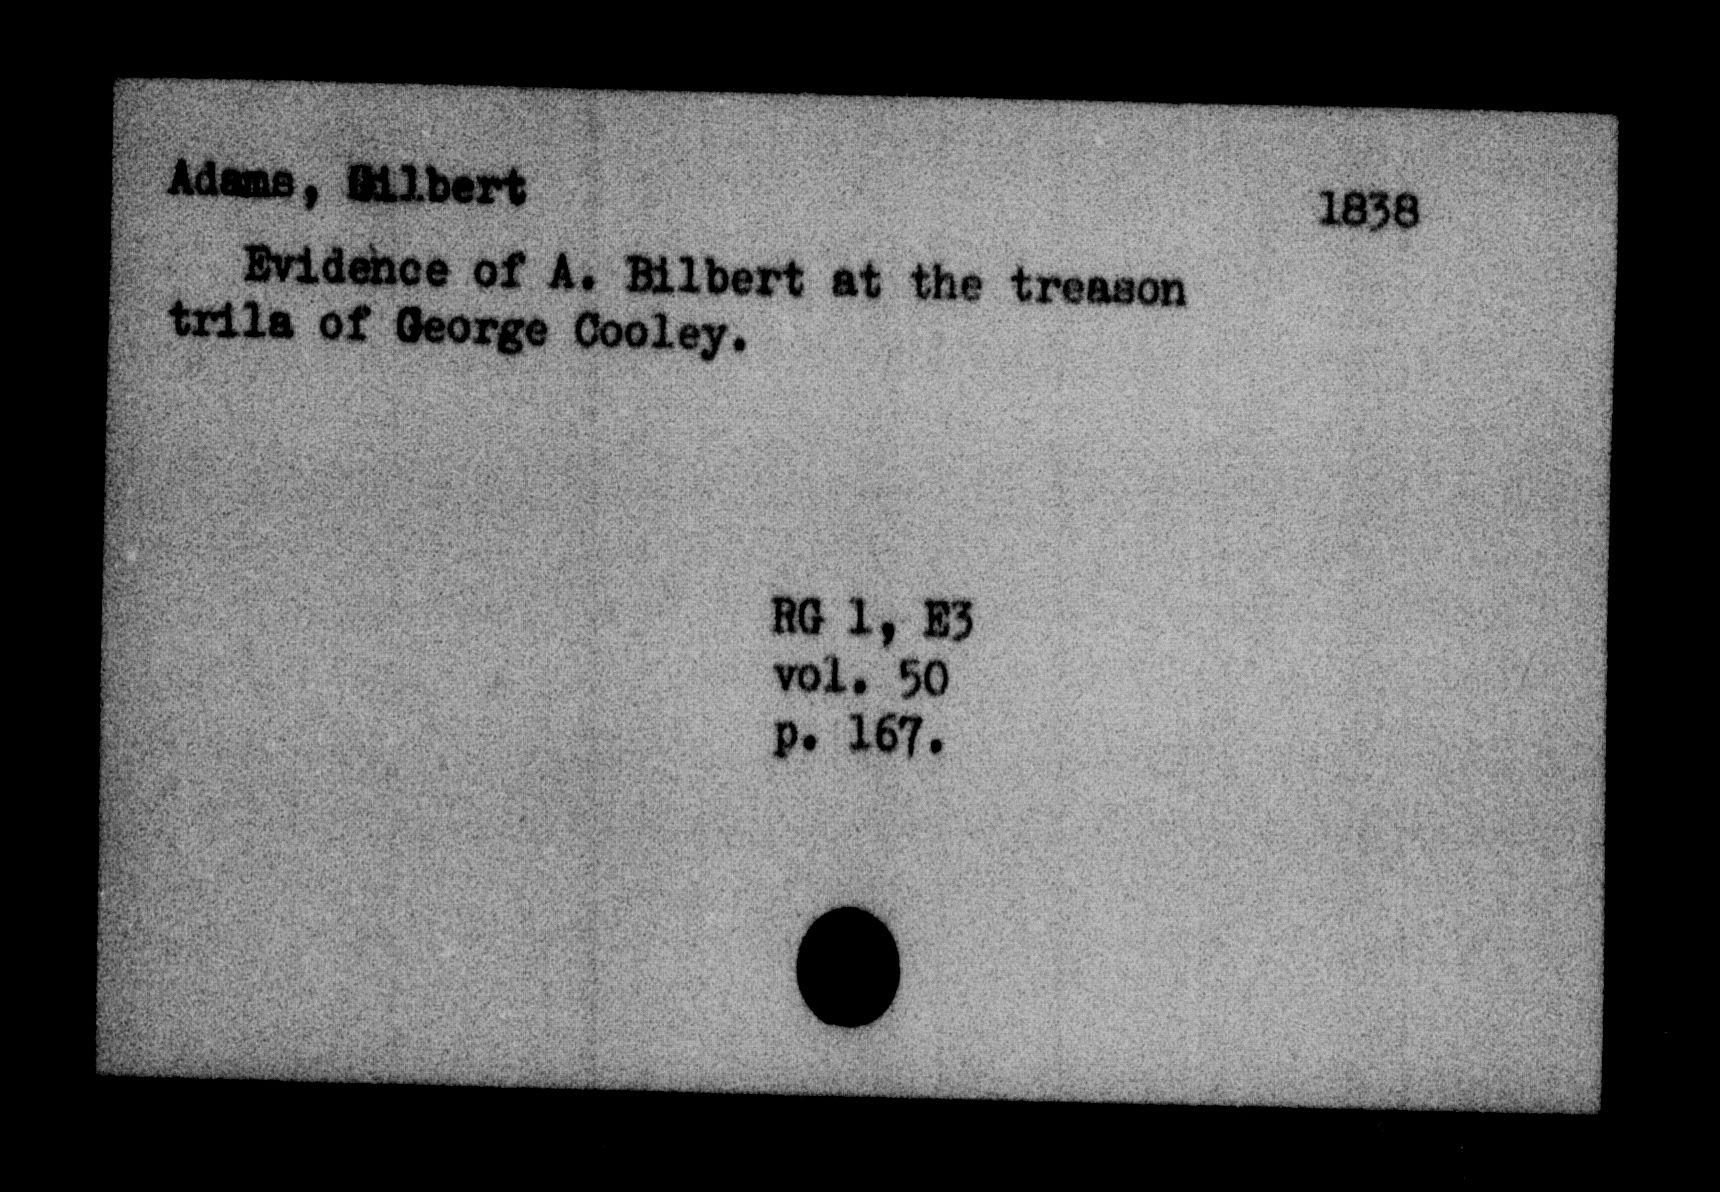 Adams, Gilbert 1838
Evidence of A. Bilbert at the treason
trila of George Cooley.
RG 1, E3
vol. 50
p. 167.